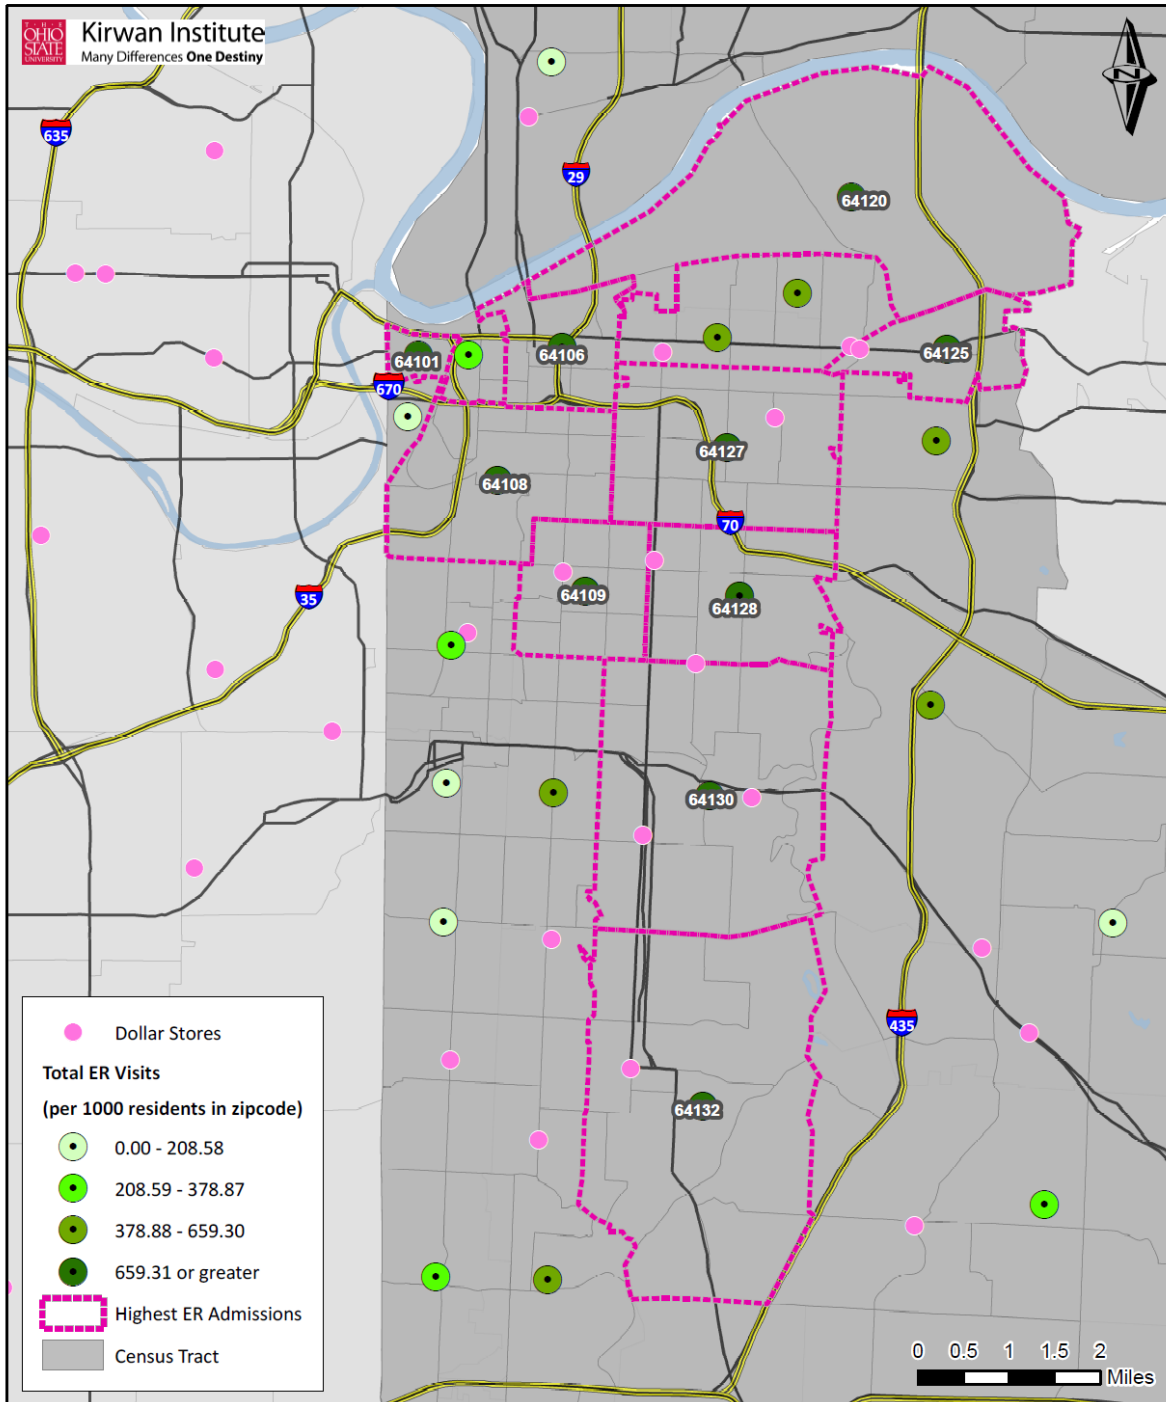 T · H · E
OHIO
STATE
UNIVERSITY
Kirwan Institute
Many Differences One Destiny
N
635
29
64120
64101
64106
64125
670
64127
64108
70
35
64109
64128
64130
435
64132
Dollar Stores
Total ER Visits
(per 1000 residents in zipcode)
0.00 - 208.58
208.59 - 378.87
378.88 - 659.30
659.31 or greater
Highest ER Admissions
Census Tract
0 0.5 1 1.5 2
Miles